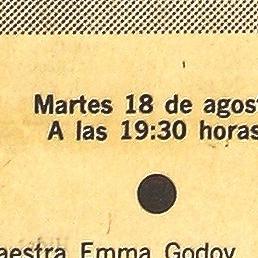 Martes 18 de agost
A las 19:30 horas
aestra Emma Godoy